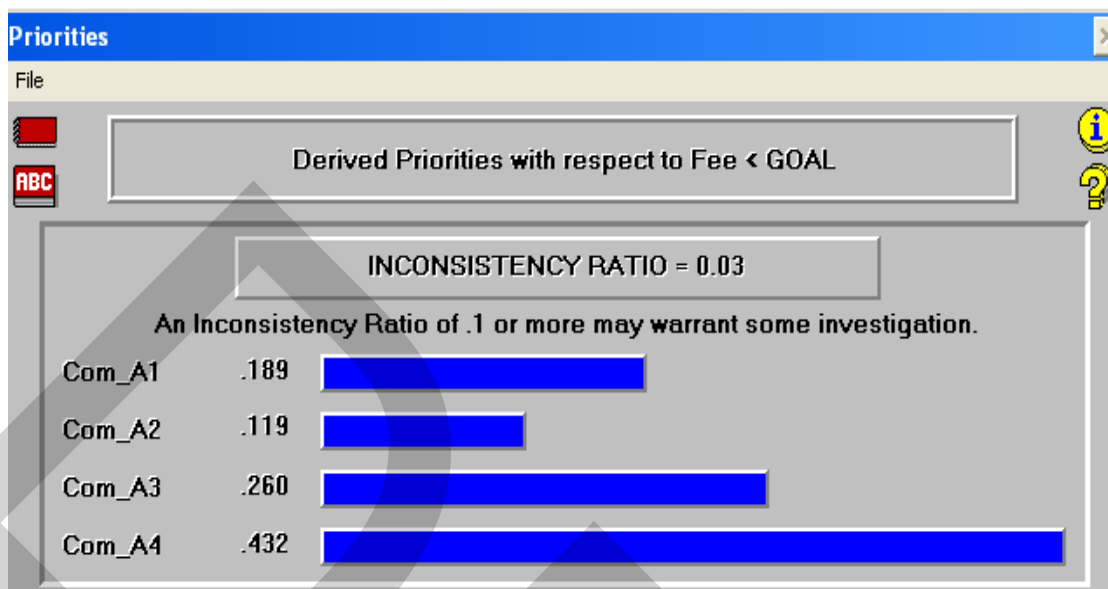 Priorities
File
ABC
Derived Priorities with respect to Fee < GOAL
INCONSISTENCY RATIO = 0.03
An Inconsistency Ratio of .1 or more may warrant some investigation.
Com_A1 .189
Com_A2 .119
Com_A3 .260
Com_A4 .432